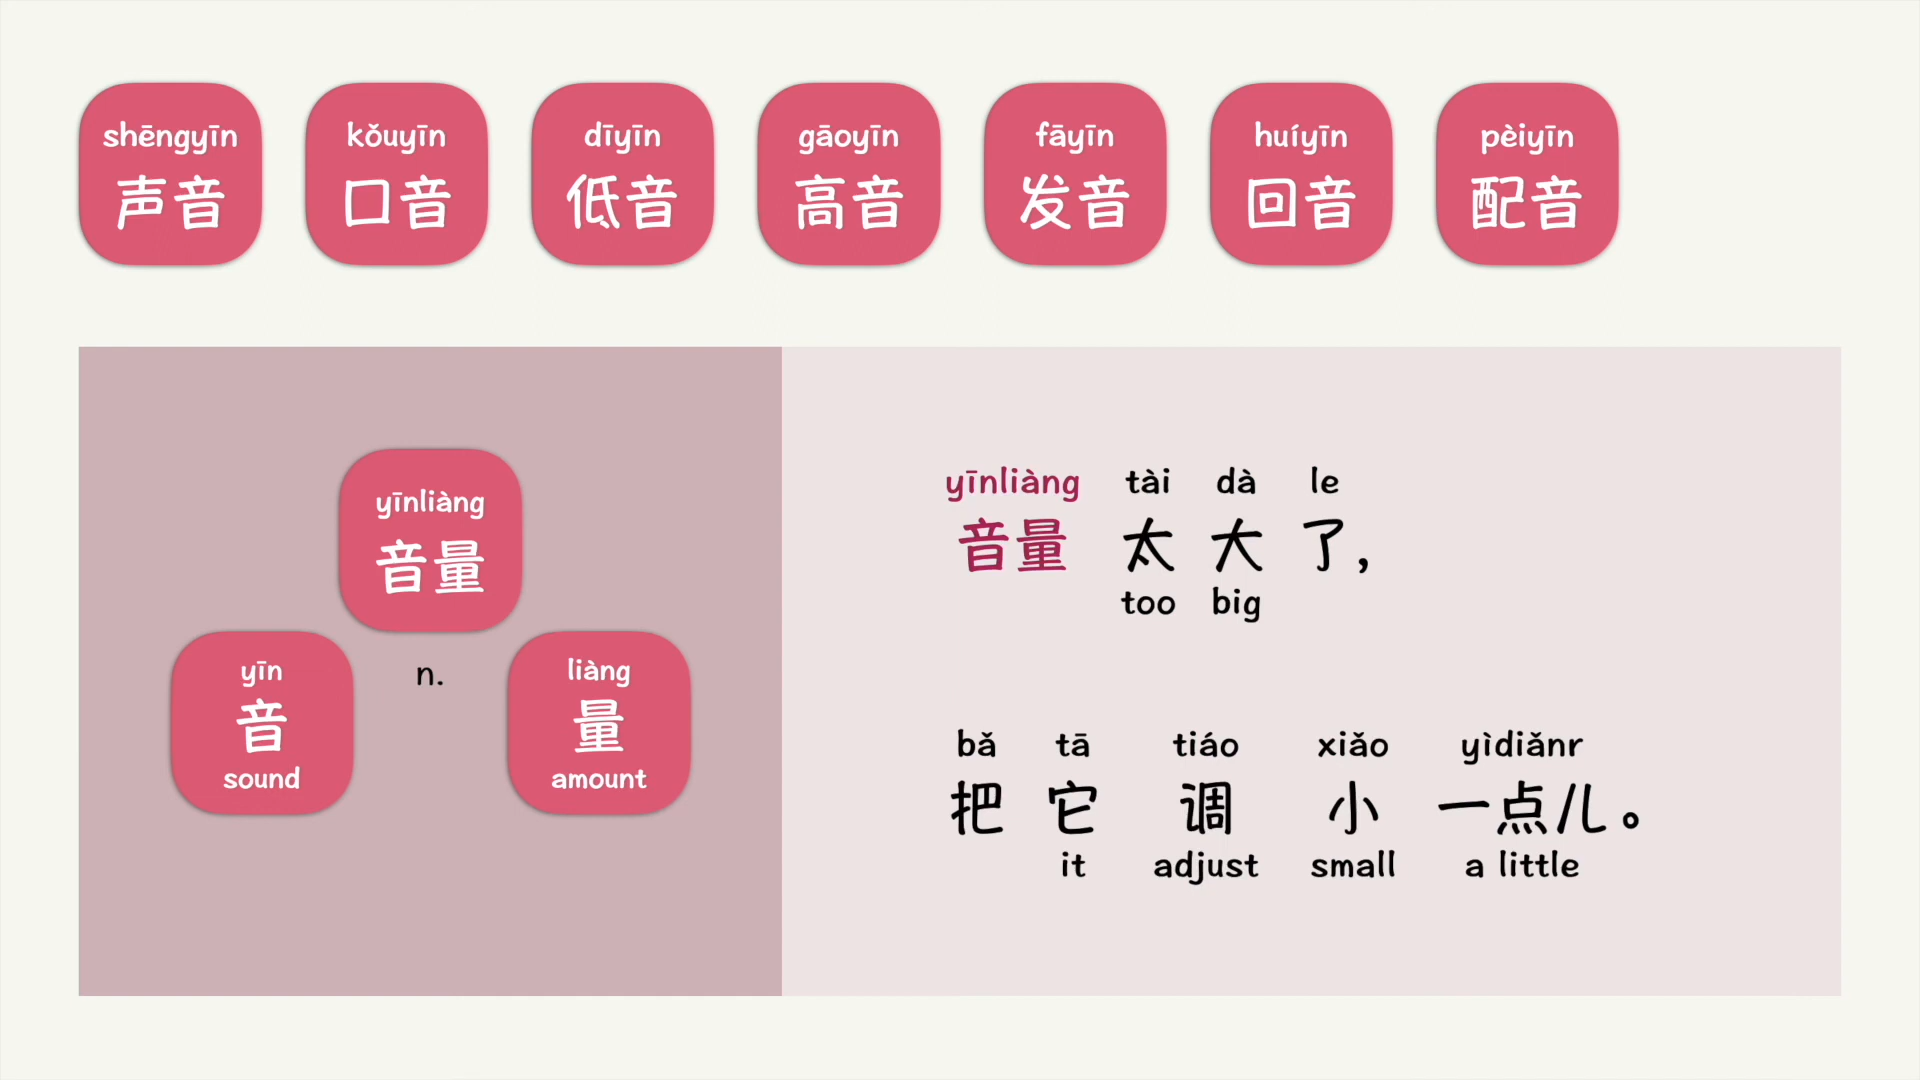 shēngyīn kǒuyīn dīyīn gāoyīn fāyīn huíyīn pèiyīn
声音 口音 低音 高音 发音 回音 配音
yīnliàng
音量
n.
yīn liàng
音 量
sound amount
yīnliàng tài dà le
音量 太 大 了,
too big
bǎ tā tiáo xiǎo yìdiǎnr
把 它 调 小 一点儿。
it adjust small a little